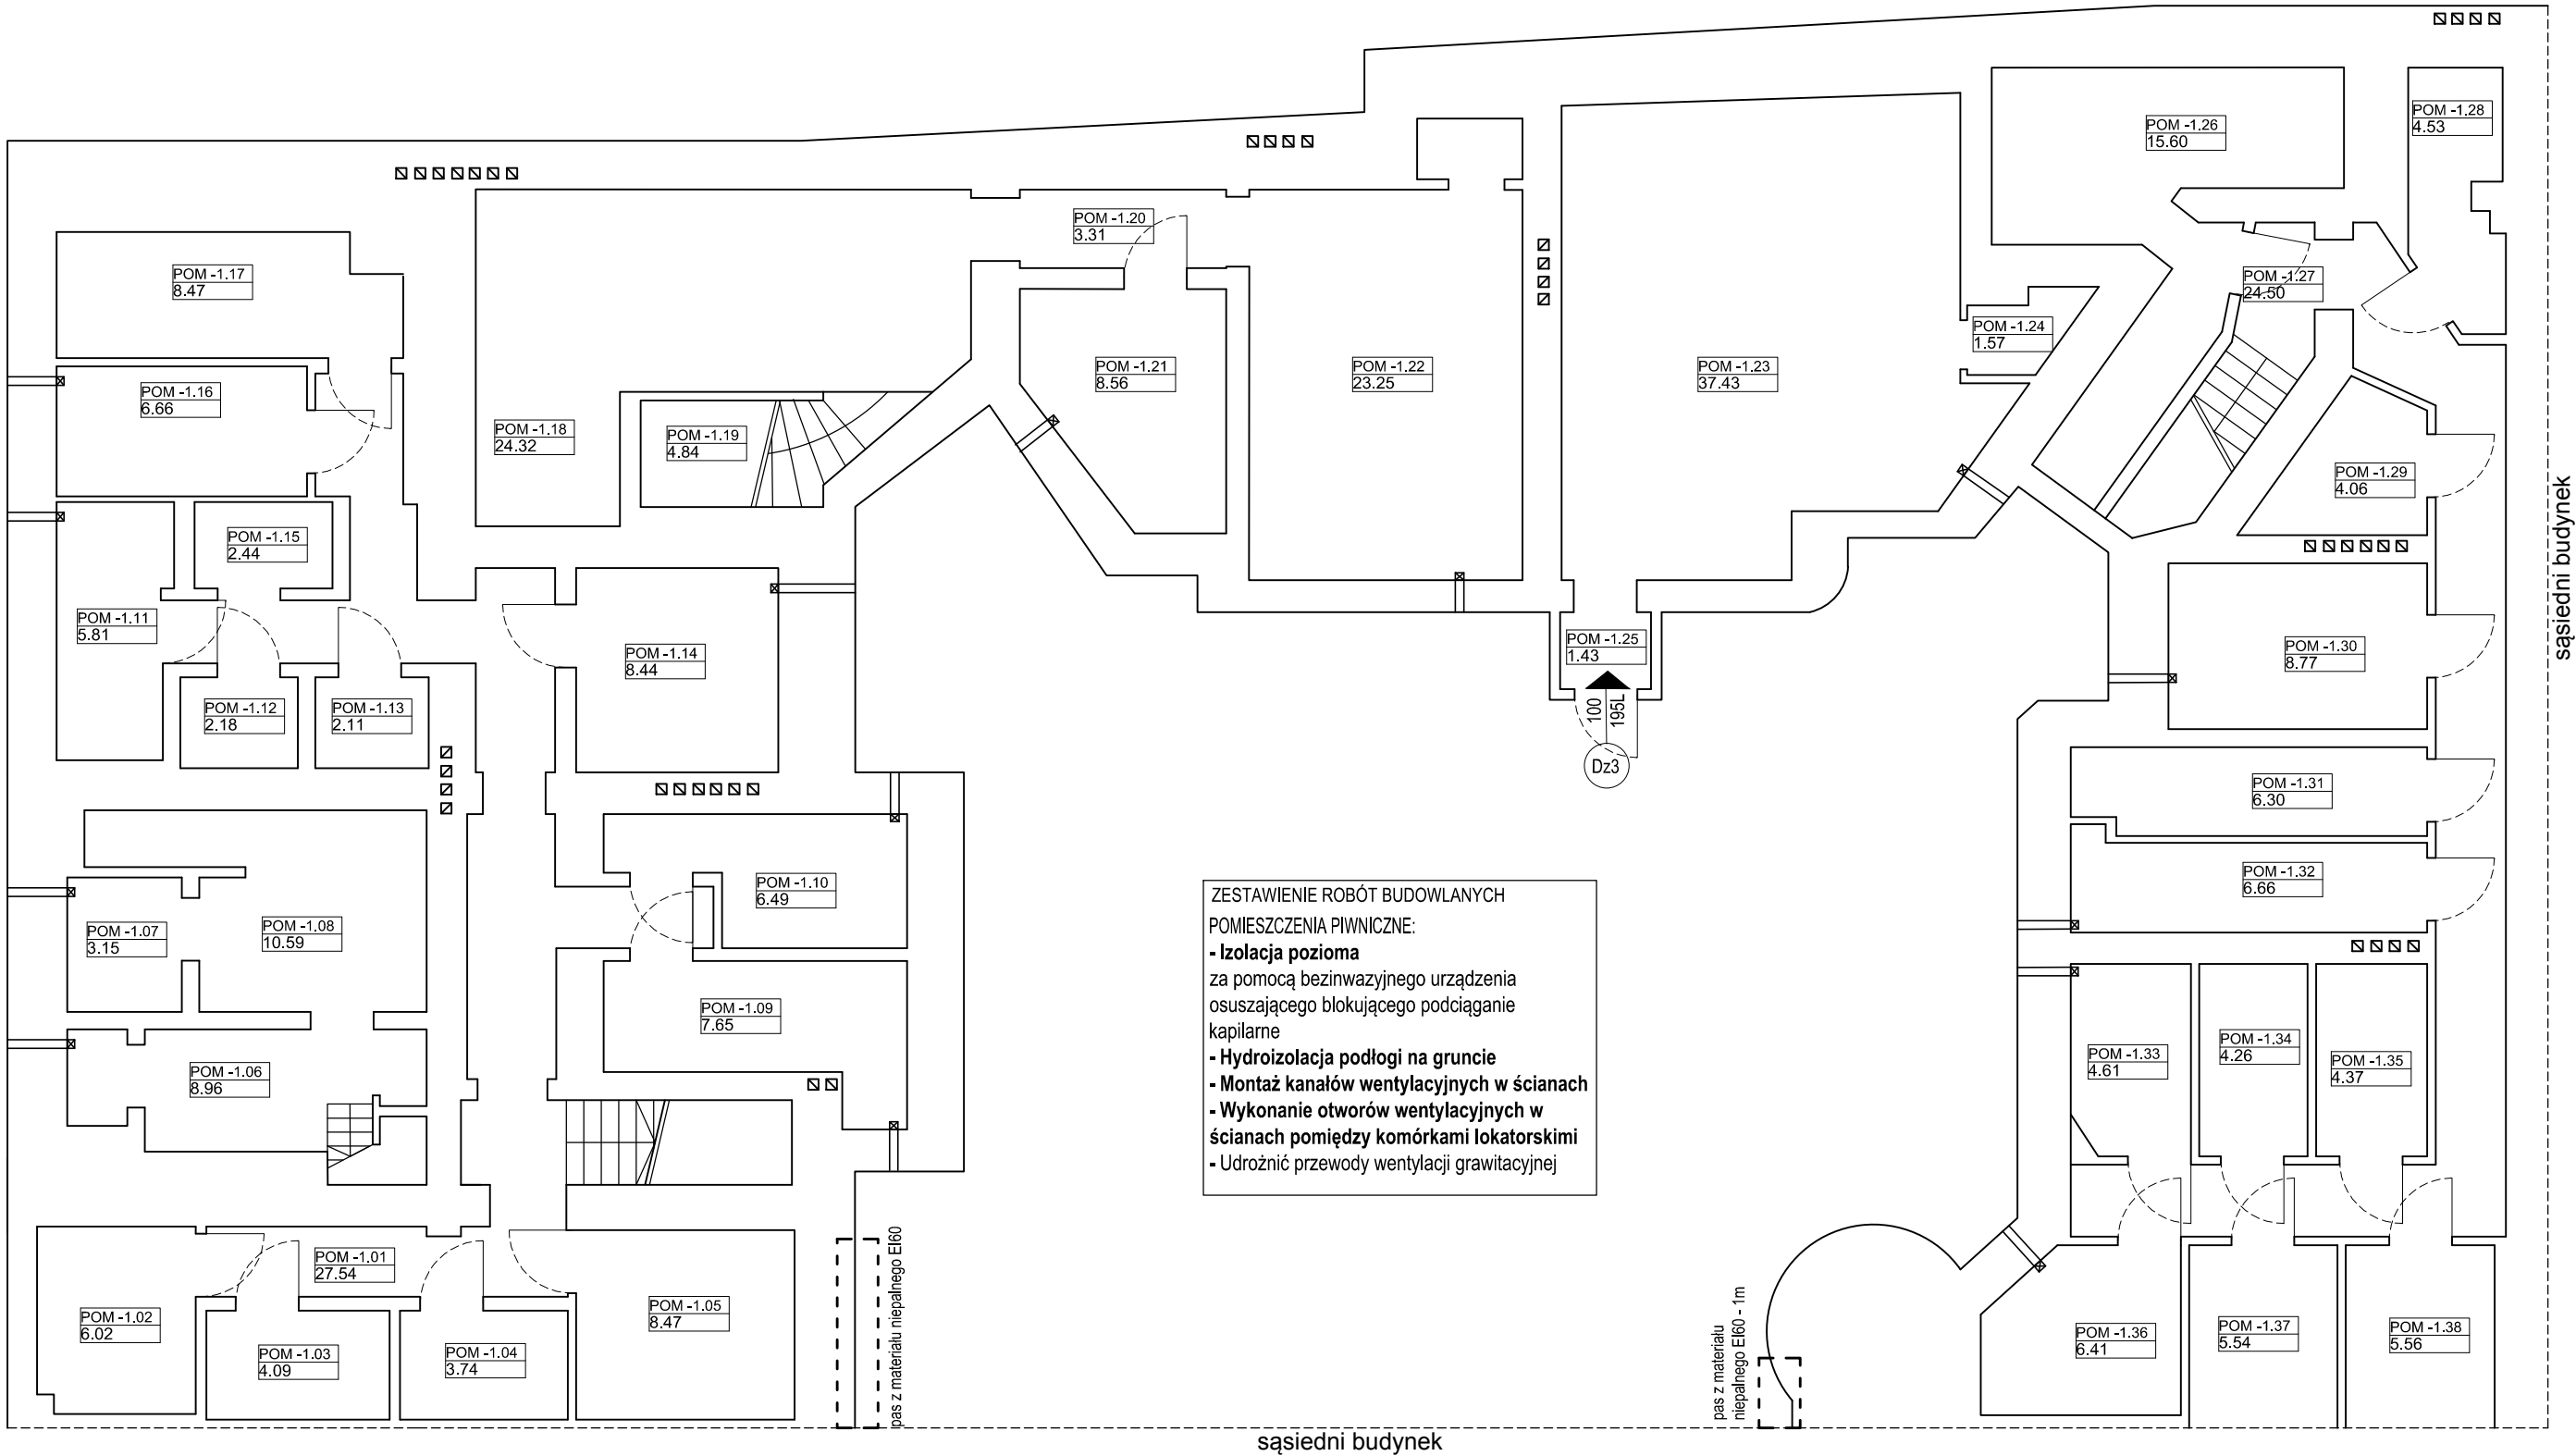 POM -1.28
4.53
POM -1.26
15.60
POM -1.20
3.31
POM -1.17
8.47
POM -1.27
24.50
POM -1.24
1.57
POM -1.16
6.66
POM -1.21
8.56
POM -1.22
23.25
POM -1.23
37.43
POM -1.18
24.32
POM -1.19
4.84
POM -1.29
4.06
POM -1.15
2.44
sąsiedni budynek
POM -1.11
5.81
POM -1.14
8.44
POM -1.25
1.43
POM -1.30
8.77
POM -1.12
2.18
POM -1.13
2.11
100
195L
Dz3
POM -1.31
6.30
POM -1.10
6.49
POM -1.32
6.66
POM -1.07
3.15
POM -1.08
10.59
ZESTAWIENIE ROBÓT BUDOWLANYCH
POMIESZCZENIA PIWNICZNE:
- Izolacja pozioma
za pomocą bezinwazyjnego urządzenia
osuszającego blokującego podciąganie
kapilarne
- Hydroizolacja podłogi na gruncie
- Montaż kanałów wentylacyjnych w ścianach
- Wykonanie otworów wentylacyjnych w
ścianach pomiędzy komórkami lokatorskimi
- Udrożnić przewody wentylacji grawitacyjnej
POM -1.09
7.65
POM -1.06
8.96
POM -1.33
4.61
POM -1.34
4.26
POM -1.35
4.37
POM -1.01
27.54
POM -1.02
6.02
POM -1.03
4.09
POM -1.04
3.74
POM -1.05
8.47
pas z materiału niepalnego EI60
pas z materiału
niepalnego EI60 - 1m
POM -1.36
6.41
POM -1.37
5.54
POM -1.38
5.56
sąsiedni budynek